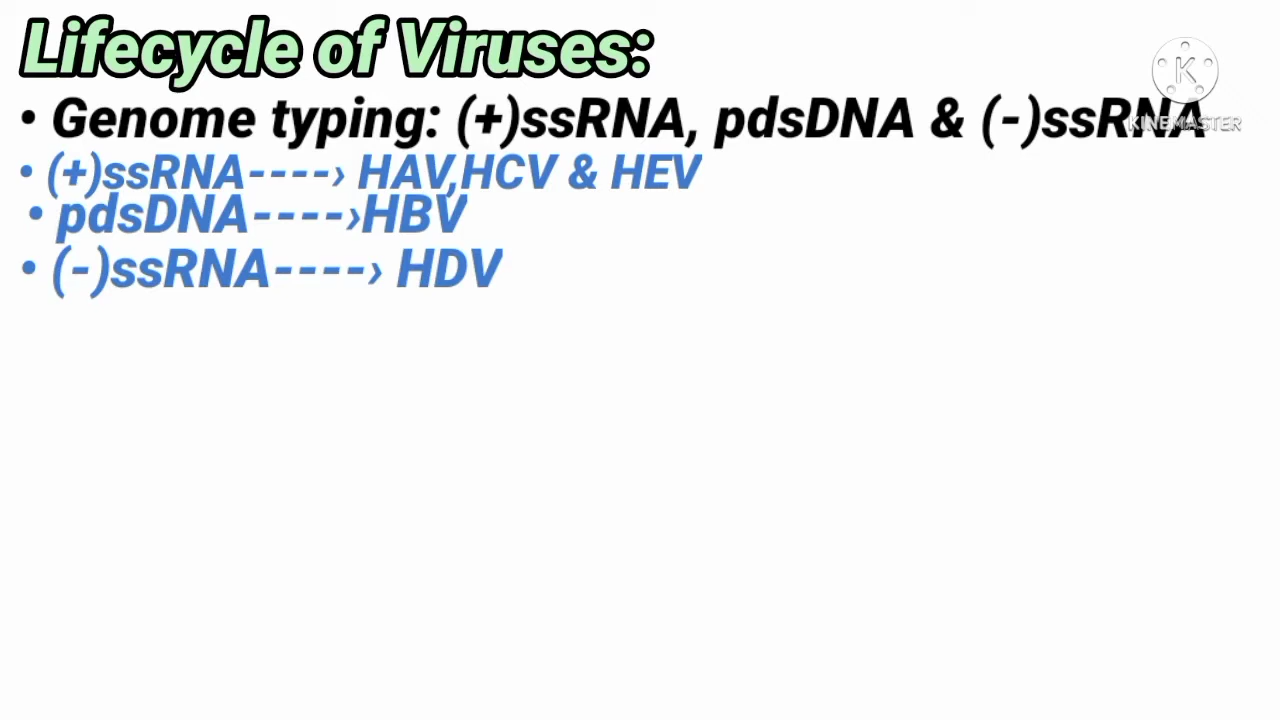 Lifecycle of Viruses:
• Genome typing: (+)ssRNA, pdsDNA & (-)ssRNA
K
KINEMASTER
• (+)ssRNA----› HAV,HCV & HEV
• pdsDNA----›HBV
• (-)ssRNA----› HDV